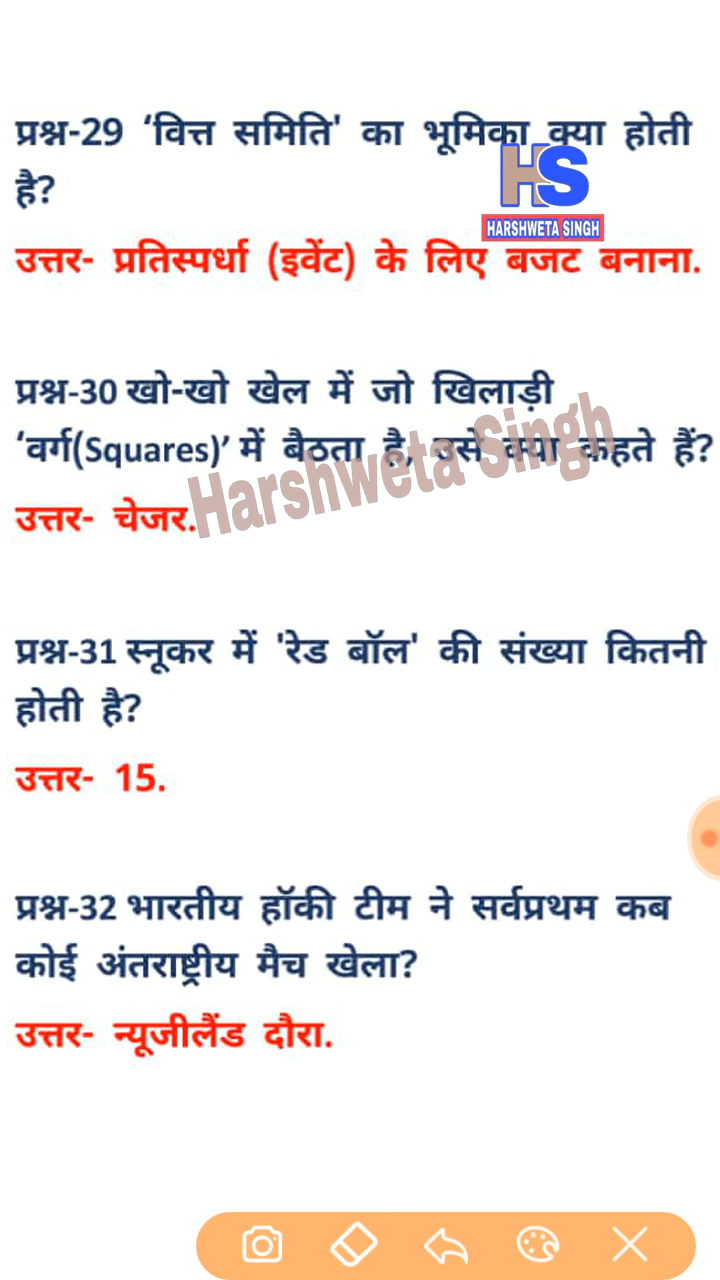 प्रश्न-29 ‘वित्त समिति' का भूमिका क्या होती
है?
HS
HARSHWETA SINGH
उत्तर- प्रतिस्पर्धा (इवेंट) के लिए बजट बनाना.
प्रश्न-30 खो-खो खेल में जो खिलाड़ी
‘वर्ग(Squares)’ में बैठता है, उसे क्या कहते हैं?
Harshweta Singh
उत्तर- चेजर.
प्रश्न-31 स्नूकर में 'रेड बॉल' की संख्या कितनी
होती है?
उत्तर- 15.
प्रश्न-32 भारतीय हॉकी टीम ने सर्वप्रथम कब
कोई अंतराष्ट्रीय मैच खेला?
उत्तर- न्यूजीलैंड दौरा.